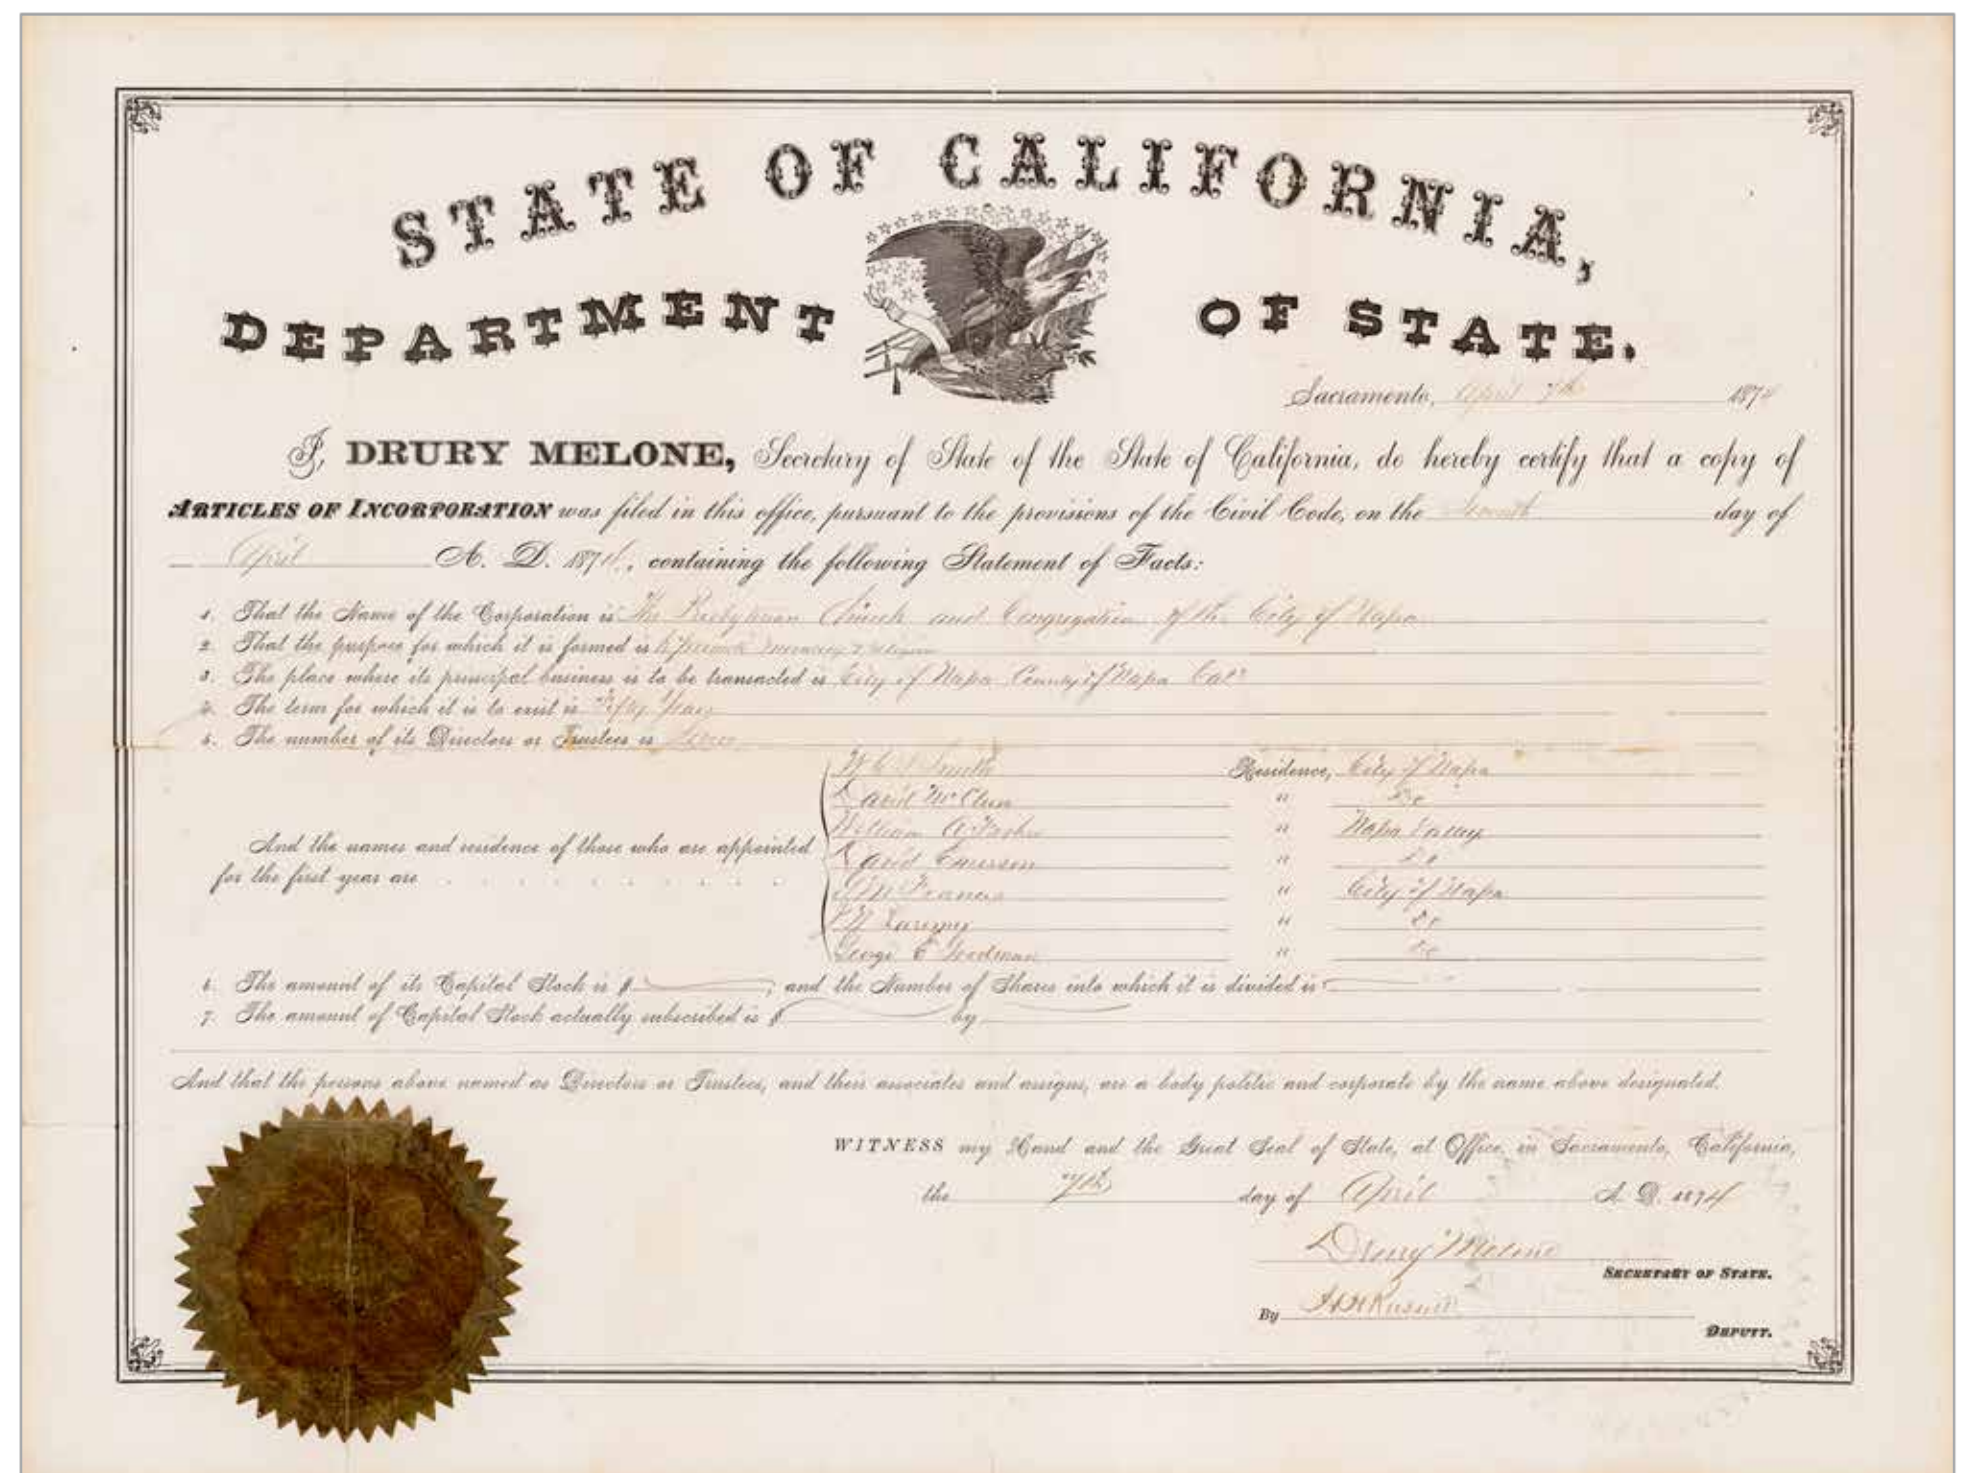 STATE OF CALIFORNIA,
DEPARTMENT OF STATE.
Sacramento, April 7th 1874
I, DRURY MELONE, Secretary of State of the State of California, do hereby certify that a copy of
ARTICLES OF INCORPORATION was filed in this office, pursuant to the provisions of the Civil Code, on the Seventh day of
April A. D. 1874, containing the following Statement of Facts:
1. That the Name of the Corporation is The Presbyterian Church and Congregation of the City of Napa
2. That the purpose for which it is formed is
3. The place where its principal business is to be transacted is City of Napa County of Napa Cal
4. The term for which it is to exist is Fifty Years
5. The number of its Directors or Trustees is Seven
Smith Residence, City of Napa
David McClure " Do
William " Napa Valley
David Emerson " Do
Francis " City of Napa
" Do
George E Goodman " Do
And the names and residence of those who are appointed
for the first year are
6. The amount of its Capital Stock is $ , and the Number of Shares into which it is divided is
7. The amount of Capital Stock actually subscribed is $ by
And that the persons above named as Directors or Trustees, and their associates and assigns, are a body politic and corporate by the name above designated.
WITNESS my Hand and the Great Seal of State, at Office, in Sacramento, California,
the 7th day of April A. D. 1874
Drury Melone
SECRETARY OF STATE.
By
DEPUTY.